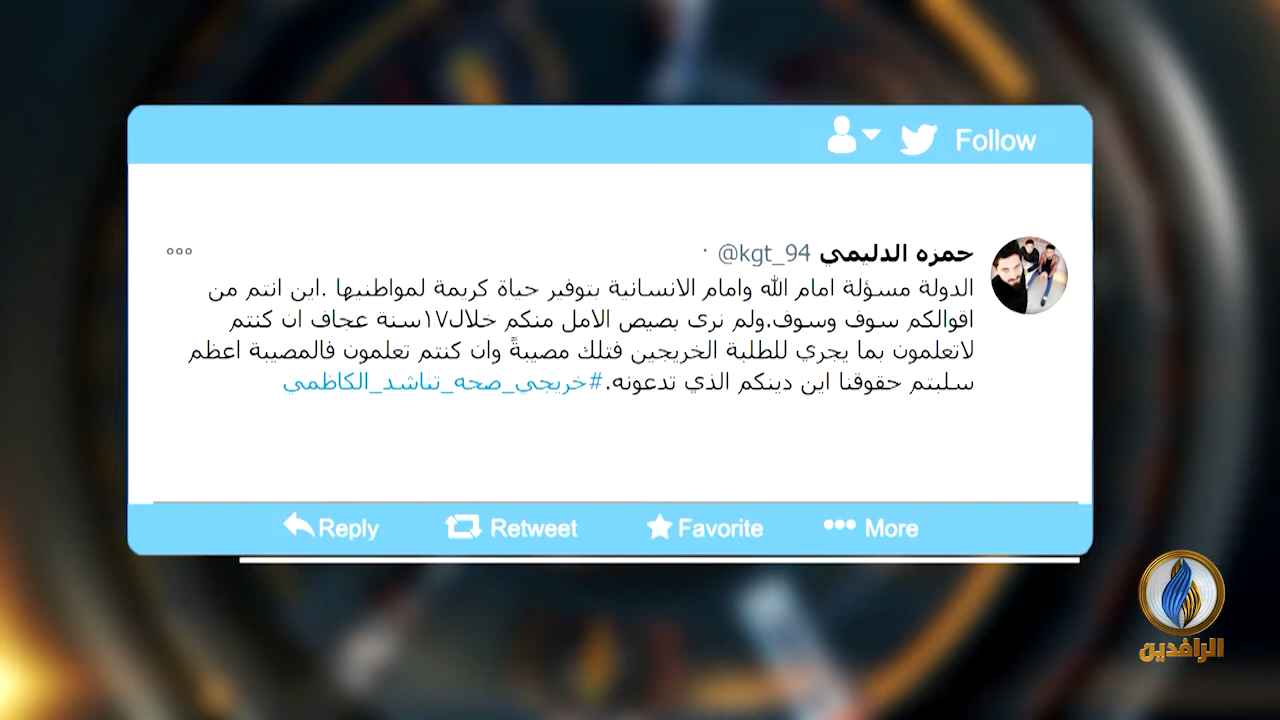 Follow
حمزه الدليمي @kgt_94 ·
الدولة مسؤلة امام الله وامام الانسانية بتوفير حياة كريمة لمواطنيها .اين انتم من
اقوالكم سوف وسوف.ولم نرى بصيص الامل منكم خلال١٧سنة عجاف ان كنتم
لاتعلمون بما يجري للطلبة الخريجين فتلك مصيبةً وان كنتم تعلمون فالمصيبة اعظم
سلبتم حقوقنا اين دينكم الذي تدعونه.#خريجي_صحه_تناشد_الكاظمي
Reply Retweet Favorite More
الرافدين